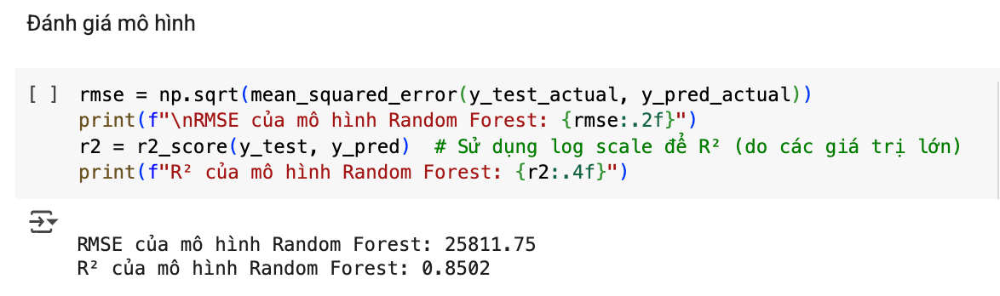 Đánh giá mô hình
[ ] rmse = np.sqrt(mean_squared_error(y_test_actual, y_pred_actual))
print(f"\nRMSE của mô hình Random Forest: {rmse:.2f}")
r2 = r2_score(y_test, y_pred)  # Sử dụng log scale để R² (do các giá trị lớn)
print(f"R² của mô hình Random Forest: {r2:.4f}")
RMSE của mô hình Random Forest: 25811.75
R² của mô hình Random Forest: 0.8502